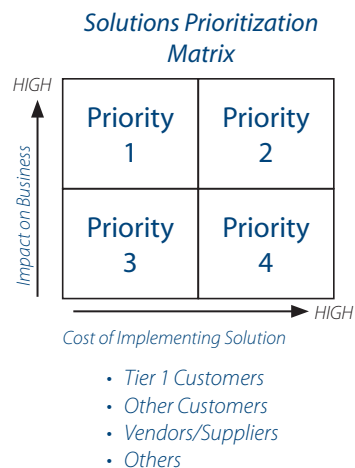 Solutions Prioritization
Matrix
HIGH
Priority
1
Priority
2
Impact on Business
Priority
3
Priority
4
HIGH
Cost of Implementing Solution
• Tier 1 Customers
• Other Customers
• Vendors/Suppliers
• Others